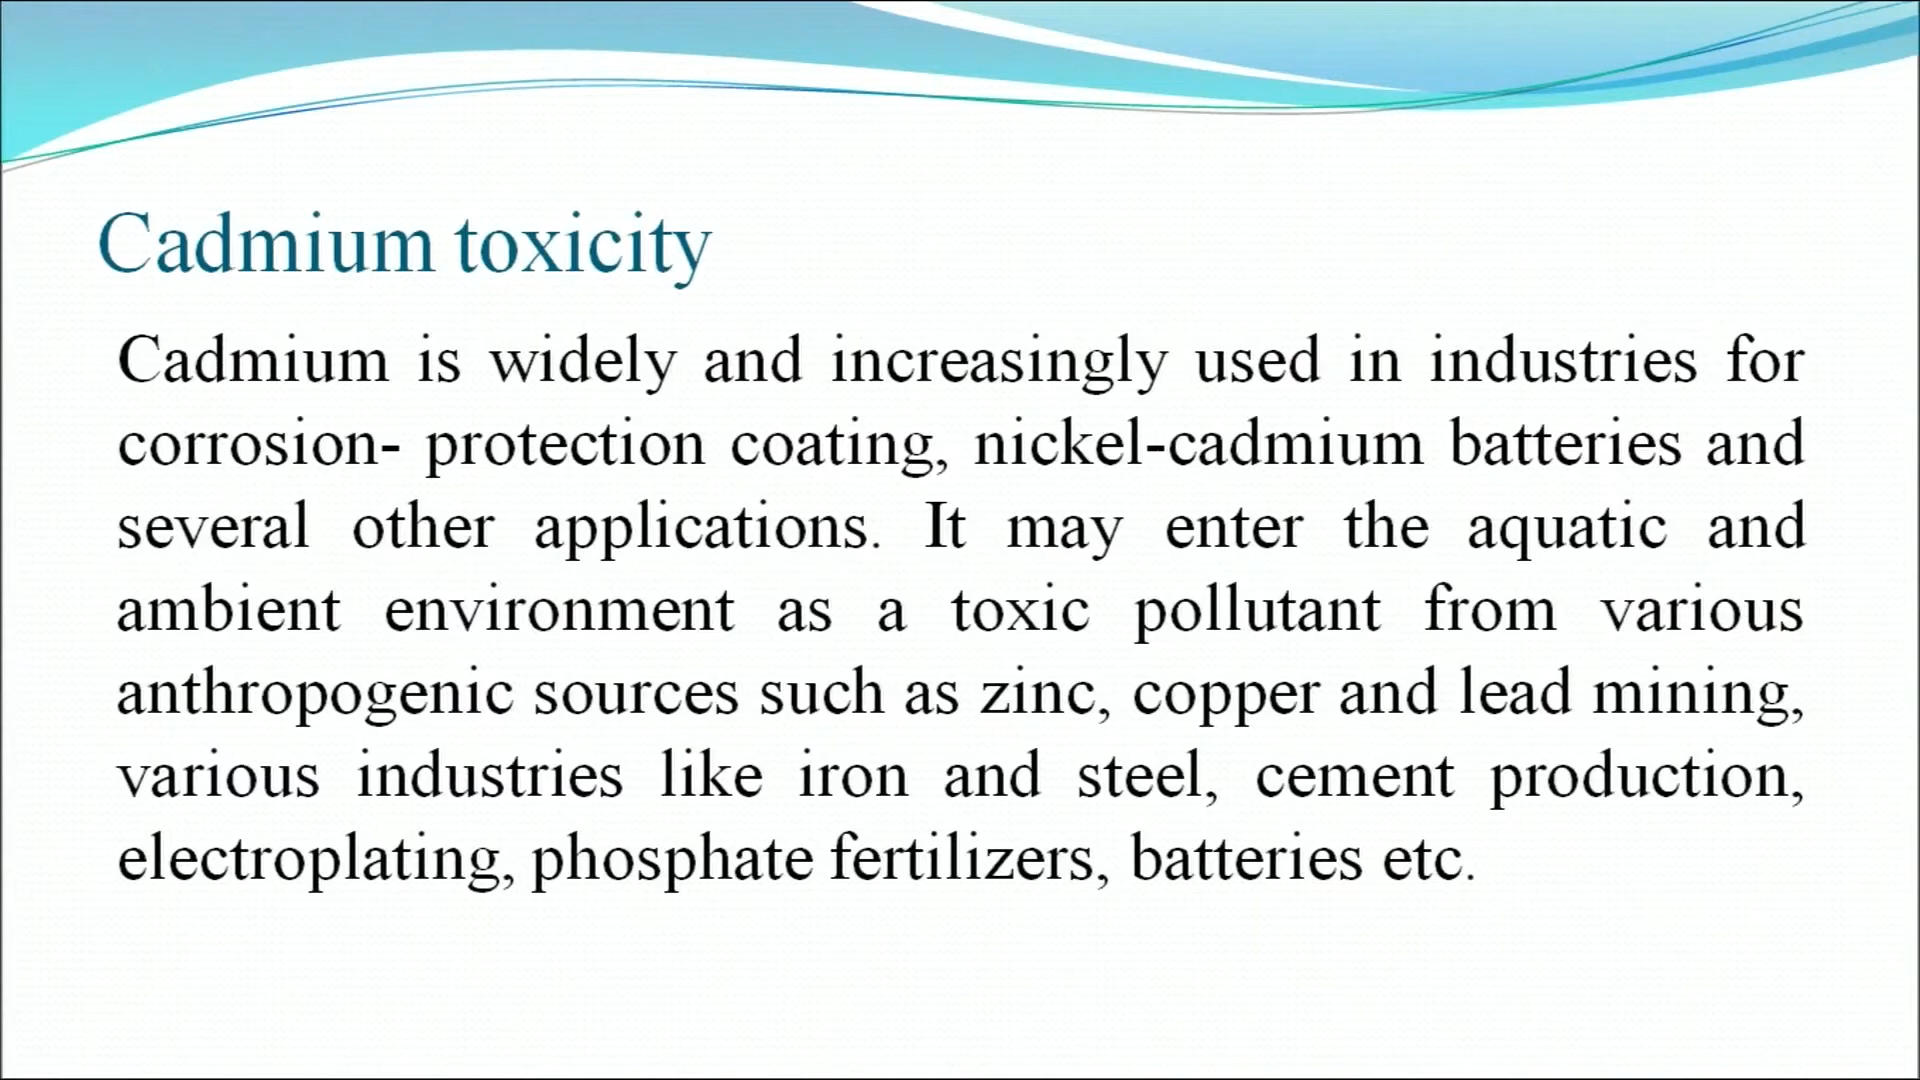 Cadmium toxicity
Cadmium is widely and increasingly used in industries for
corrosion- protection coating, nickel-cadmium batteries and
several other applications. It may enter the aquatic and
ambient environment as a toxic pollutant from various
anthropogenic sources such as zinc, copper and lead mining,
various industries like iron and steel, cement production,
electroplating, phosphate fertilizers, batteries etc.